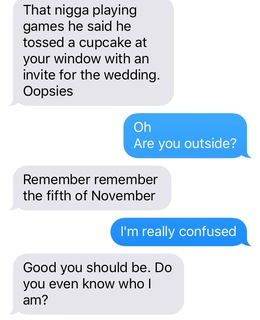 That nigga playing
games he said he
tossed a cupcake at
your window with an
invite for the wedding.
Oopsies
Oh
Are you outside?
Remember remember
the fifth of November
I'm really confused
Good you should be. Do
you even know who I
am?